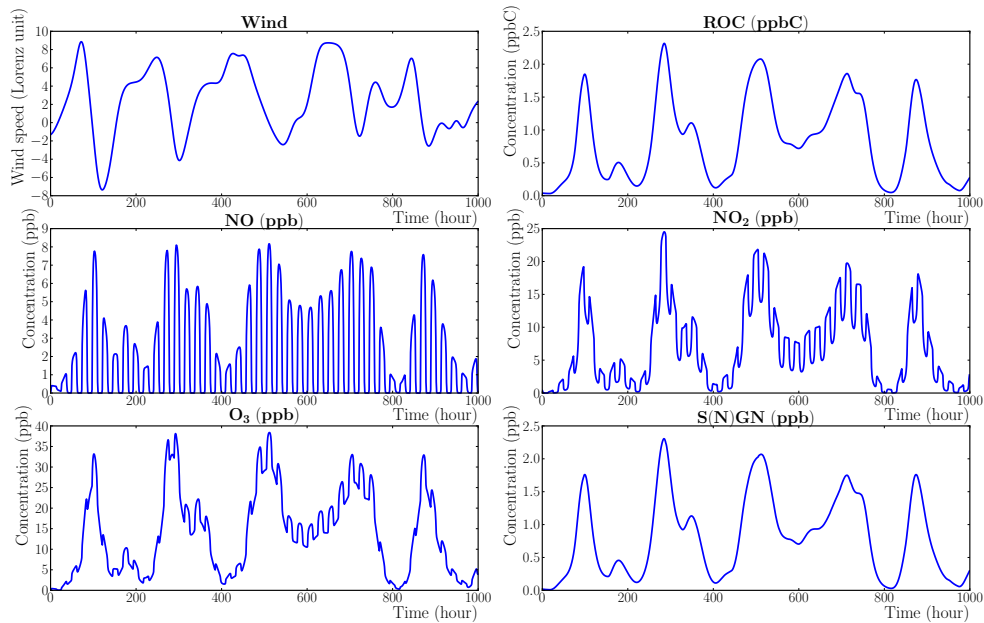 Wind
Wind speed (Lorenz unit)
10
8
6
4
2
0
−2
−4
−6
−8
0 200 400 600 800 1000
Time (hour)
ROC (ppbC)
Concentration (ppbC)
2.5
2.0
1.5
1.0
0.5
0.0
0 200 400 600 800 1000
Time (hour)
NO (ppb)
Concentration (ppb)
9
8
7
6
5
4
3
2
1
0
0 200 400 600 800 1000
Time (hour)
NO₂ (ppb)
Concentration (ppb)
25
20
15
10
5
0
0 200 400 600 800 1000
Time (hour)
O₃ (ppb)
Concentration (ppb)
40
35
30
25
20
15
10
5
0
0 200 400 600 800 1000
Time (hour)
S(N)GN (ppb)
Concentration (ppb)
2.5
2.0
1.5
1.0
0.5
0.0
0 200 400 600 800 1000
Time (hour)